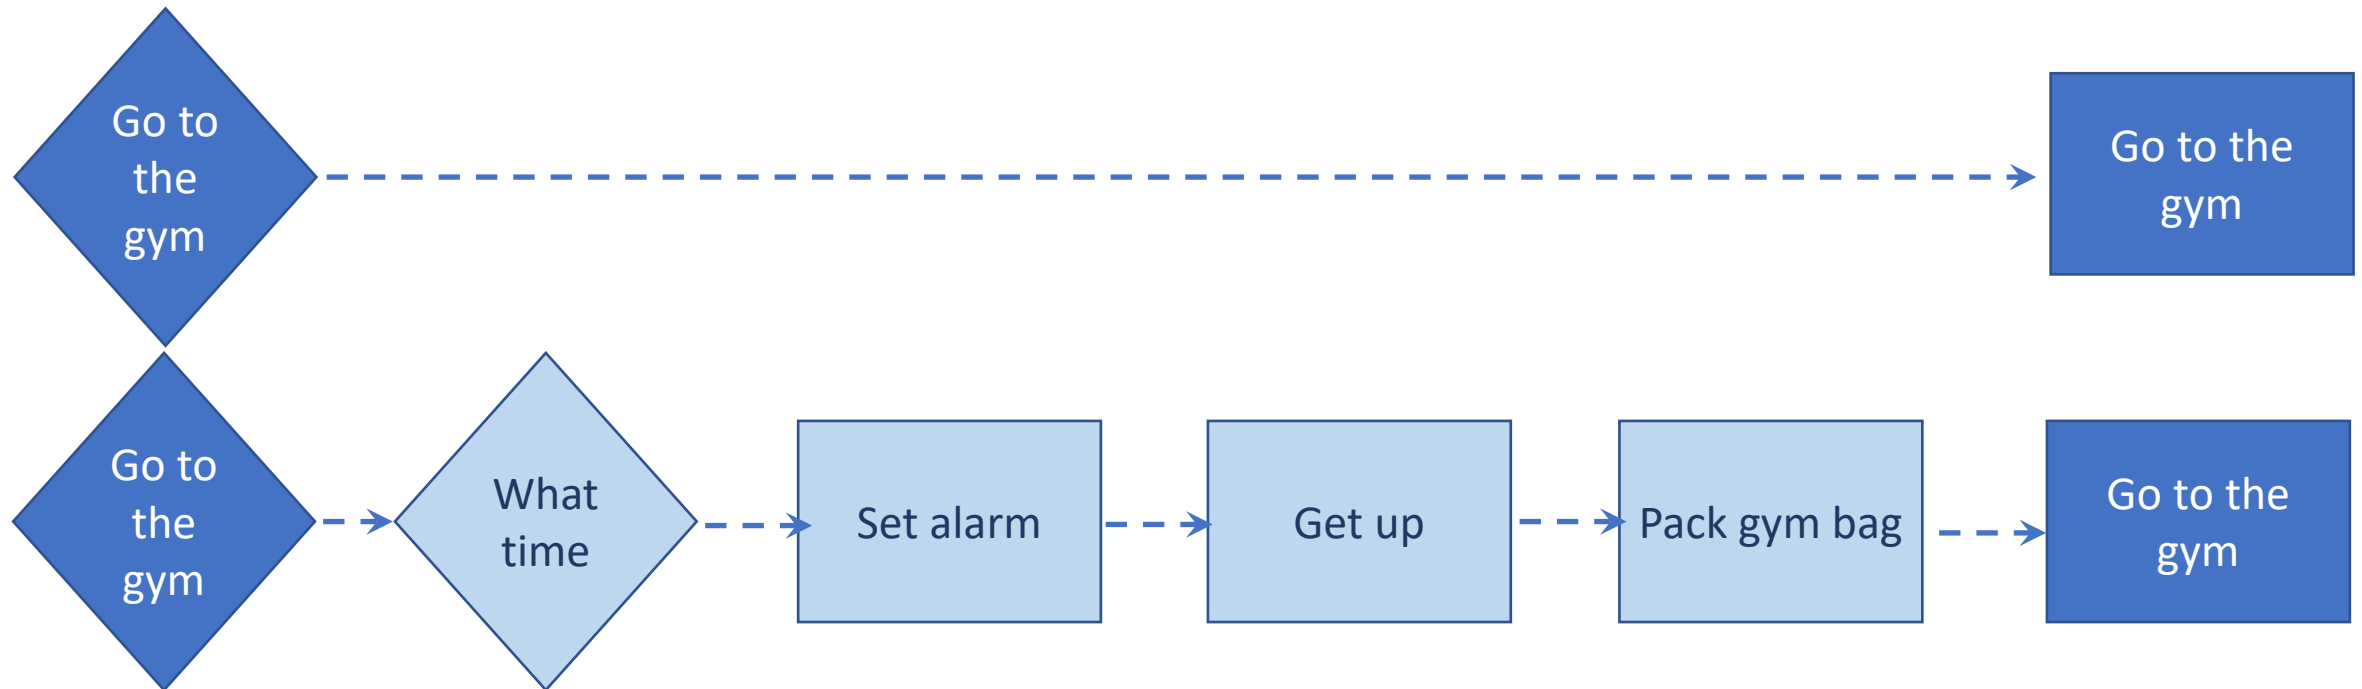 Go to
the
gym
Go to the
gym
Go to
the
gym
What
time
Set alarm
Get up
Pack gym bag
Go to the
gym